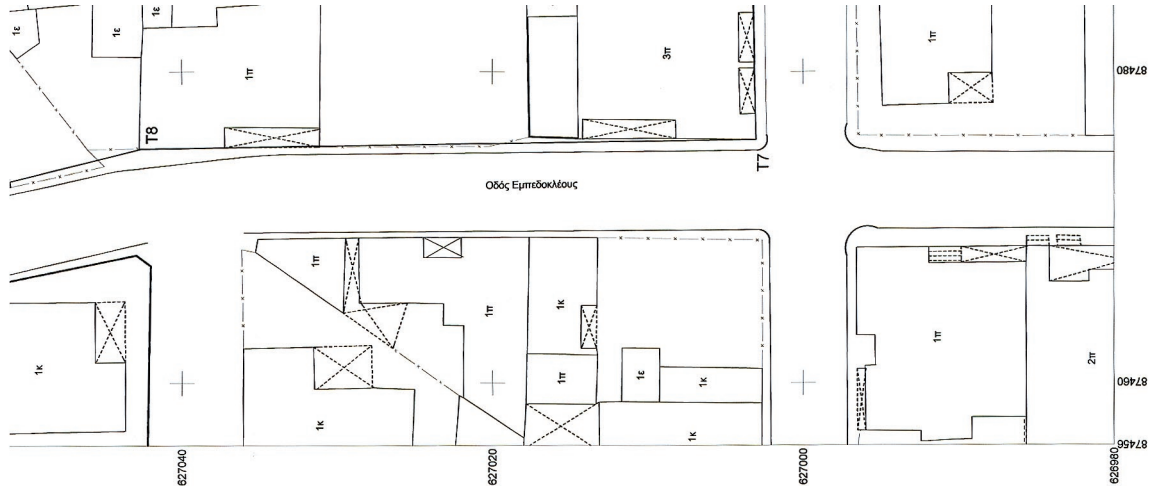 1ε
1ε
1ε
1π
3π
1π
87480
T8
T7
Οδός Εμπεδοκλέους
1π
1π
1κ
1π
1κ
1π
1ε
1κ
2π
87460
1κ
1κ
87456
627040
627020
627000
626980